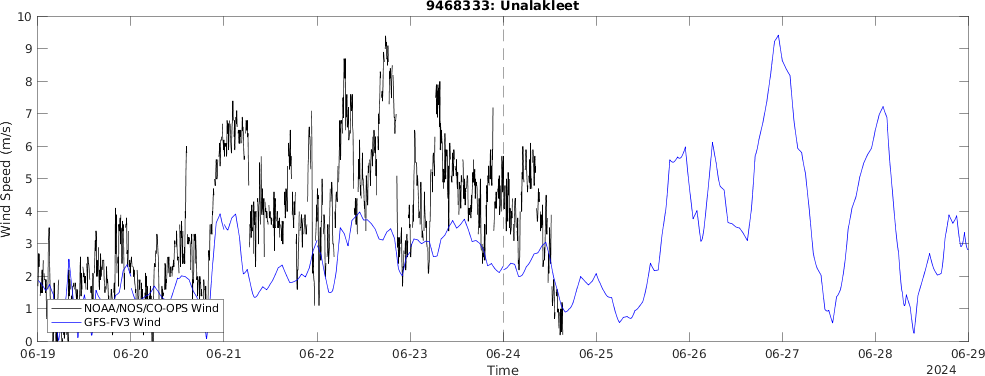 9468333: Unalakleet
Wind Speed (m/s)
10
9
8
7
6
5
4
3
2
1
0
NOAA/NOS/CO-OPS Wind
GFS-FV3 Wind
06-19 06-20 06-21 06-22 06-23 06-24 06-25 06-26 06-27 06-28 06-29
Time
2024